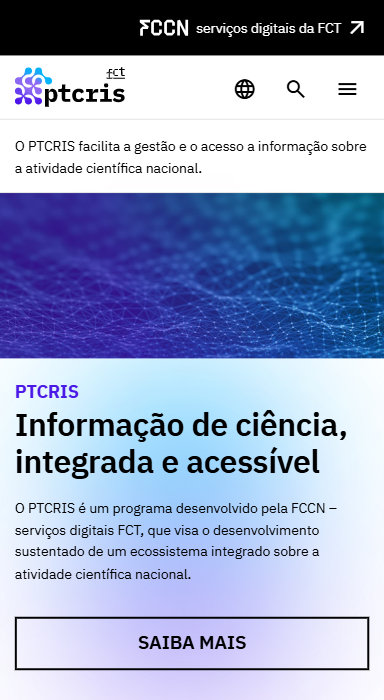 FCCN serviços digitais da FCT
fct
ptcris
O PTCRIS facilita a gestão e o acesso a informação sobre
a atividade científica nacional.
PTCRIS
Informação de ciência,
integrada e acessível
O PTCRIS é um programa desenvolvido pela FCCN –
serviços digitais FCT, que visa o desenvolvimento
sustentado de um ecossistema integrado sobre a
atividade científica nacional.
SAIBA MAIS